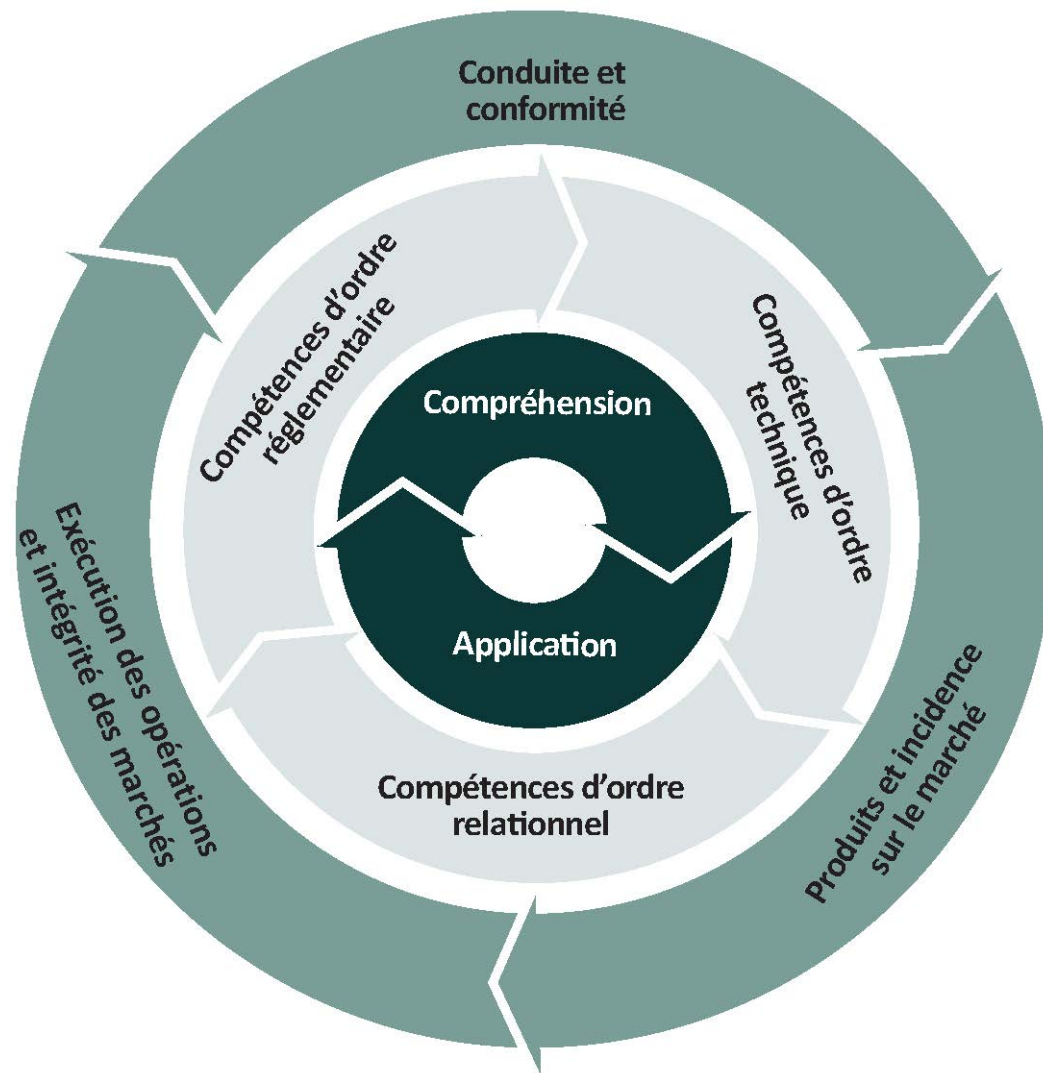 Conduite et
conformité
Compétences d'ordre
réglementaire
Compétences d'ordre
technique
Compréhension
Application
Compétences d'ordre
relationnel
Exécution des opérations
et intégrité des marchés
Produits et incidence
sur le marché